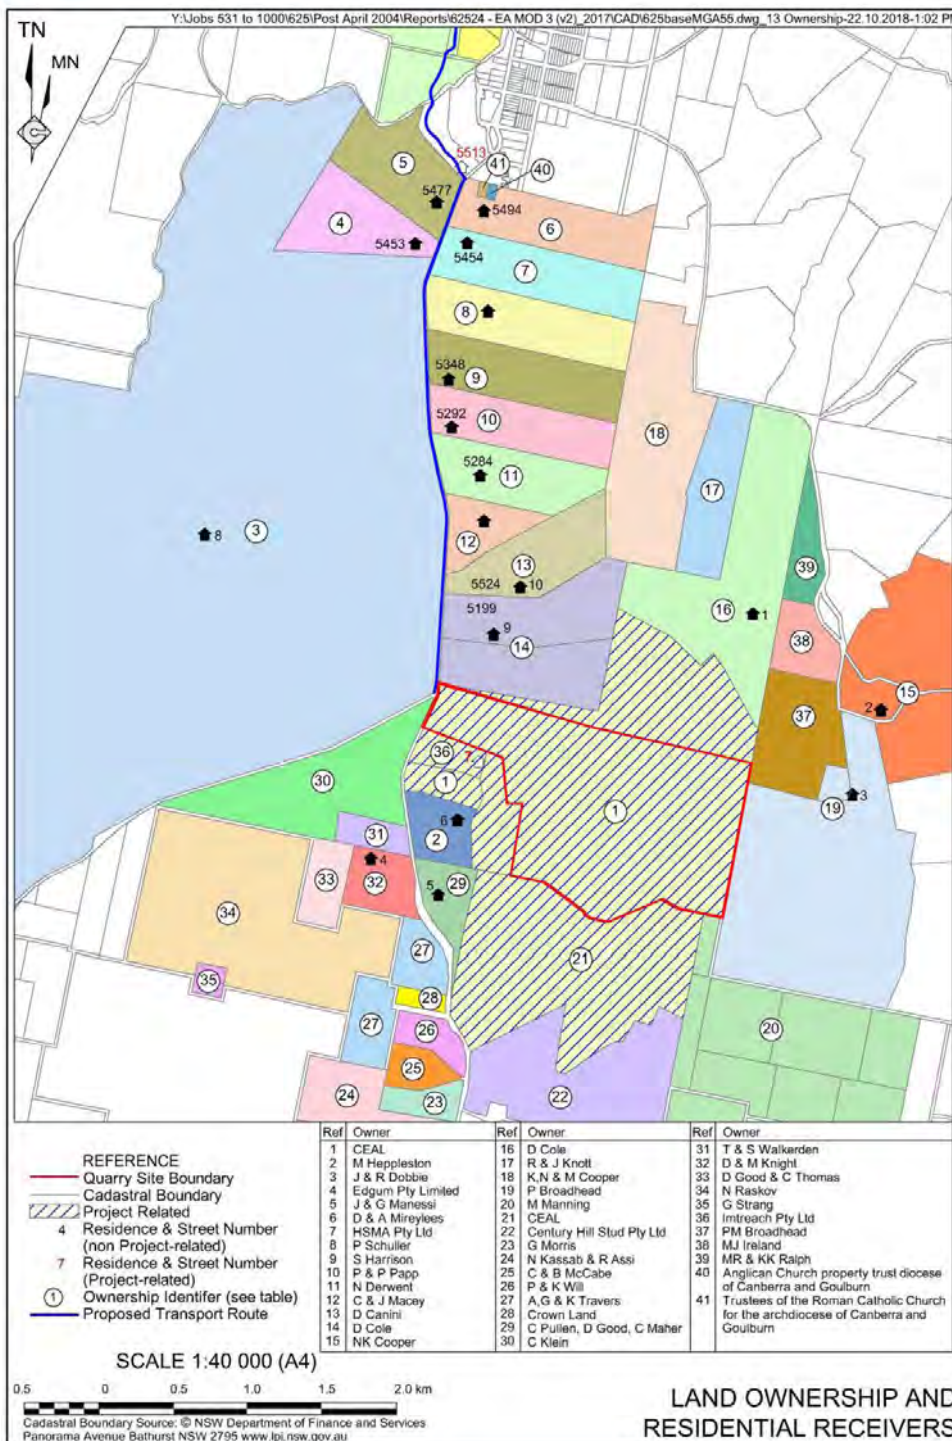 Y:\Jobs 531 to 1000\625\Post April 2004\Reports\62524 - EA MOD 3 (v2)_2017\CAD\625baseMGA55.dwg_13 Ownership-22.10.2018-1:02 PM
TN
MN
5513
41
40
5
5477
5494
4
6
5453
5454
7
8
5348
9
5292
10
18
5284
11
17
12
8
3
13
39
5524
10
5199
16
1
9
14
38
15
2
37
36
7
1
30
19
3
1
6
2
31
4
33
32
5
29
34
27
21
35
28
27
26
20
25
24
23
22
REFERENCE
Quarry Site Boundary
Cadastral Boundary
Project Related
4 Residence & Street Number
(non Project-related)
7 Residence & Street Number
(Project-related)
1 Ownership Identifer (see table)
Proposed Transport Route
Ref Owner
1 CEAL
2 M Heppleston
3 J & R Dobbie
4 Edgum Pty Limited
5 J & G Manessi
6 D & A Mireylees
7 HSMA Pty Ltd
8 P Schuller
9 S Harrison
10 P & P Papp
11 N Derwent
12 C & J Macey
13 D Canini
14 D Cole
15 NK Cooper
Ref Owner
16 D Cole
17 R & J Knott
18 K,N & M Cooper
19 P Broadhead
20 M Manning
21 CEAL
22 Century Hill Stud Pty Ltd
23 G Morris
24 N Kassab & R Assi
25 C & B McCabe
26 P & K Will
27 A,G & K Travers
28 Crown Land
29 C Pullen, D Good, C Maher
30 C Klein
Ref Owner
31 T & S Walkerden
32 D & M Knight
33 D Good & C Thomas
34 N Raskov
35 G Strang
36 Imtreach Pty Ltd
37 PM Broadhead
38 MJ Ireland
39 MR & KK Ralph
40 Anglican Church property trust diocese
of Canberra and Goulburn
41 Trustees of the Roman Catholic Church
for the archdiocese of Canberra and
Goulburn
SCALE 1:40 000 (A4)
0.5 0 0.5 1.0 1.5 2.0 km
Cadastral Boundary Source: © NSW Department of Finance and Services
Panorama Avenue Bathurst NSW 2795 www.lpi.nsw.gov.au
LAND OWNERSHIP AND
RESIDENTIAL RECEIVERS